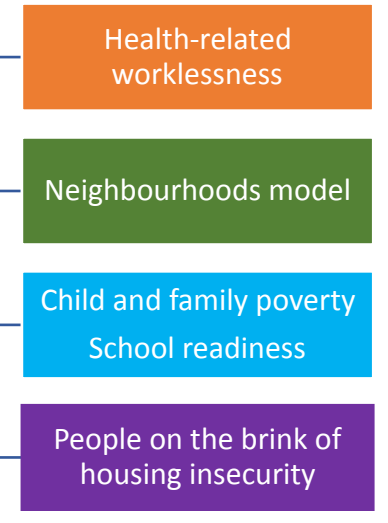 Health-related
worklessness
Neighbourhoods model
Child and family poverty
School readiness
People on the brink of
housing insecurity